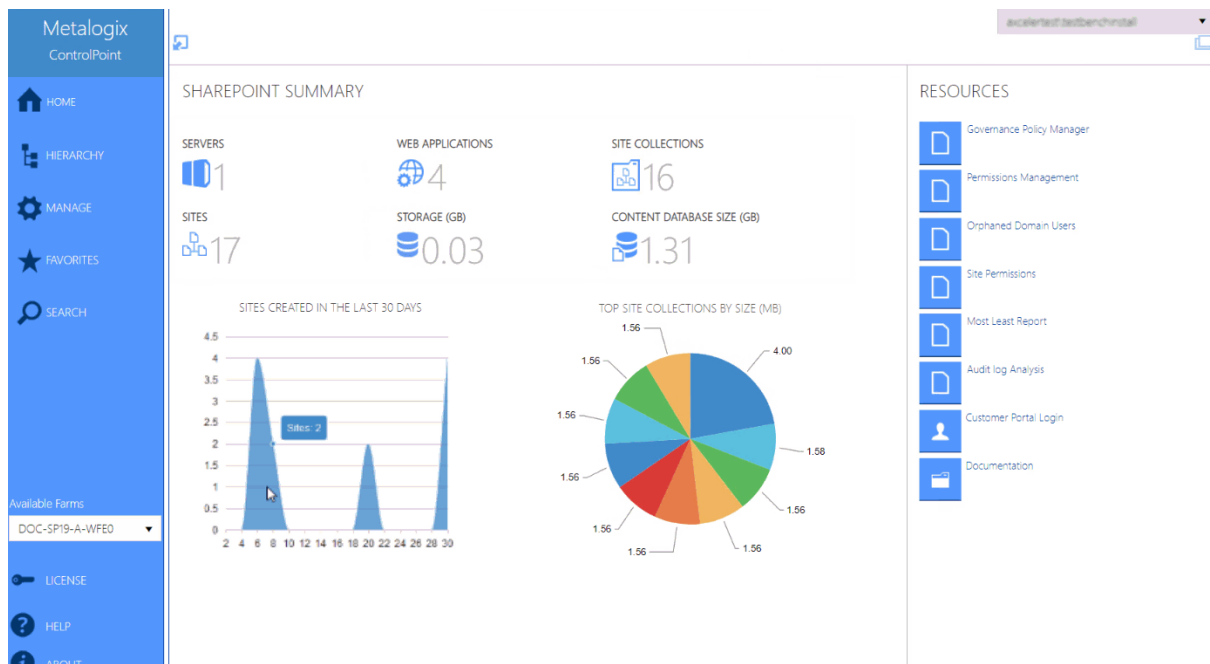 Metalogix
ControlPoint
HOME
HIERARCHY
MANAGE
FAVORITES
SEARCH
Available Farms
DOC-SP19-A-WFE0
LICENSE
HELP
ABOUT
SHAREPOINT SUMMARY
SERVERS
1
WEB APPLICATIONS
4
SITE COLLECTIONS
16
SITES
17
STORAGE (GB)
0.03
CONTENT DATABASE SIZE (GB)
1.31
SITES CREATED IN THE LAST 30 DAYS
4.5
4
3.5
3
2.5
2
1.5
1
0.5
0
Sites: 2
2 4 6 8 10 12 14 16 18 20 22 24 26 28 30
TOP SITE COLLECTIONS BY SIZE (MB)
4.00
1.58
1.56
1.56
1.56
1.56
1.56
1.56
1.56
1.56
RESOURCES
Governance Policy Manager
Permissions Management
Orphaned Domain Users
Site Permissions
Most Least Report
Audit log Analysis
Customer Portal Login
Documentation